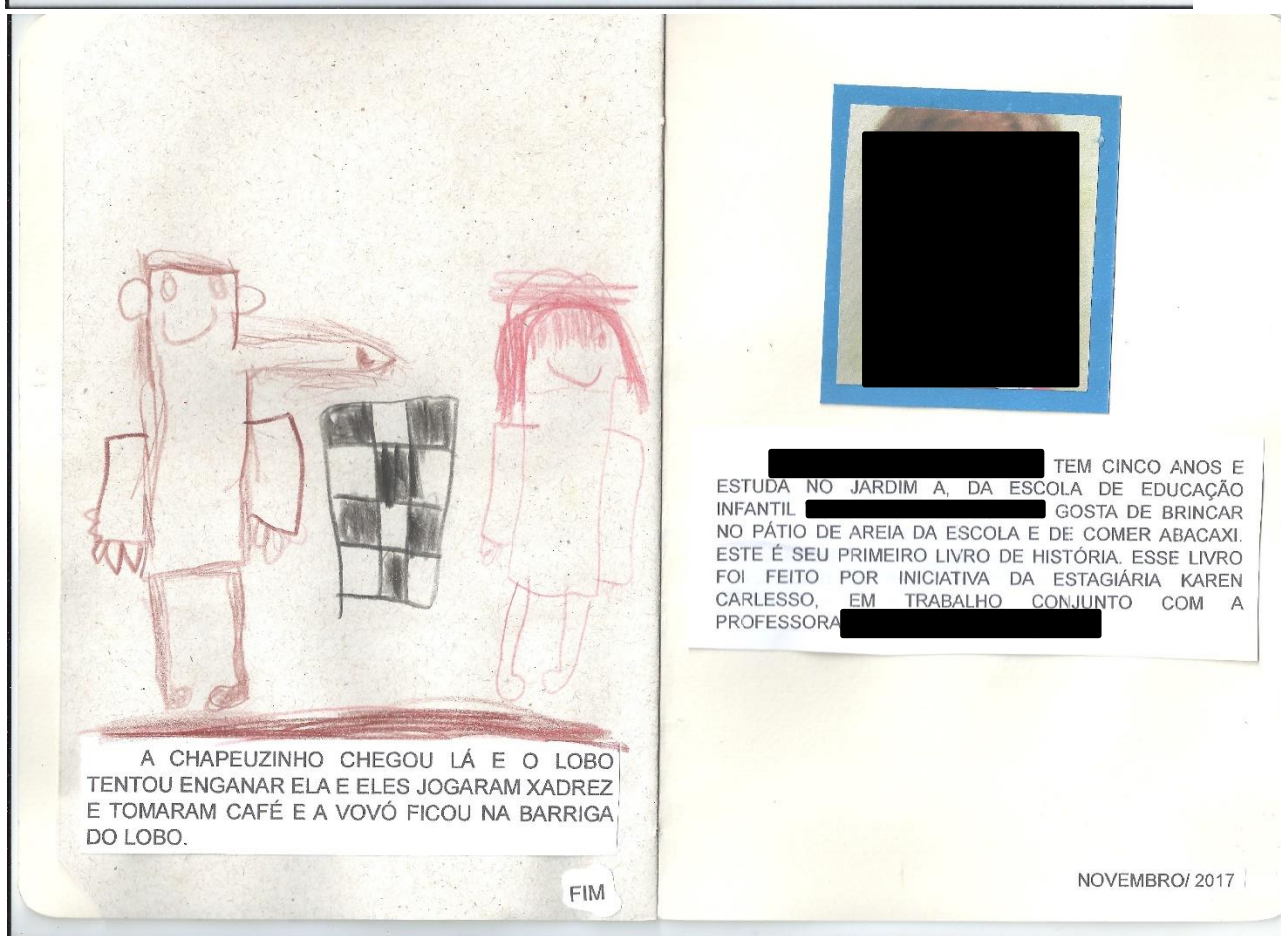 A CHAPEUZINHO CHEGOU LÁ E O LOBO
TENTOU ENGANAR ELA E ELES JOGARAM XADREZ
E TOMARAM CAFÉ E A VOVÓ FICOU NA BARRIGA
DO LOBO.
FIM
TEM CINCO ANOS E
ESTUDA NO JARDIM A, DA ESCOLA DE EDUCAÇÃO
INFANTIL GOSTA DE BRINCAR
NO PÁTIO DE AREIA DA ESCOLA E DE COMER ABACAXI.
ESTE É SEU PRIMEIRO LIVRO DE HISTÓRIA. ESSE LIVRO
FOI FEITO POR INICIATIVA DA ESTAGIÁRIA KAREN
CARLESSO, EM TRABALHO CONJUNTO COM A
PROFESSORA
NOVEMBRO/ 2017